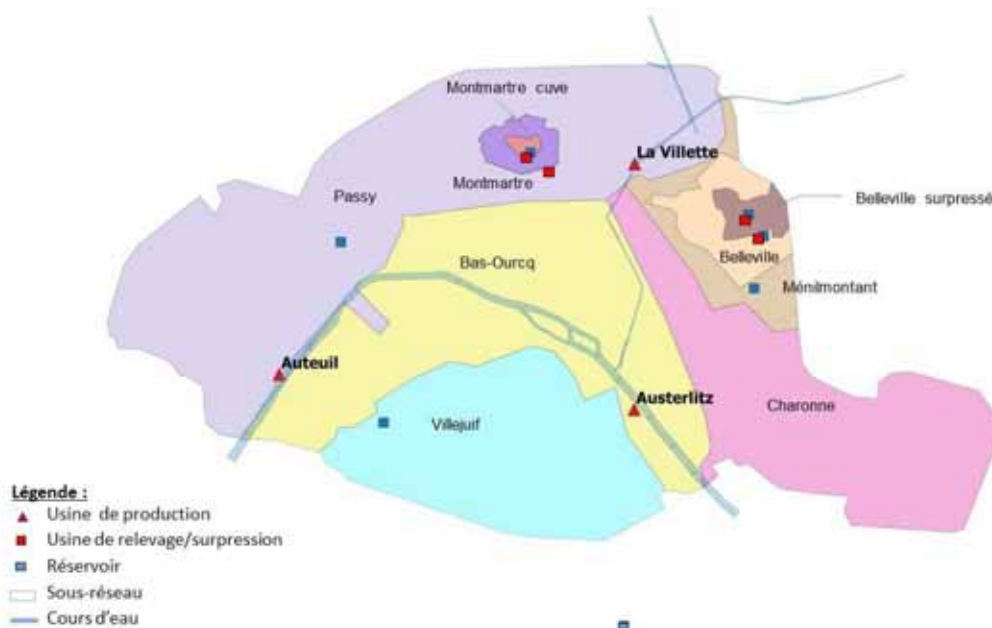 Montmartre cuve
La Villette
Montmartre
Passy
Belleville surpressé
Belleville
Bas-Ourcq
Ménilmontant
Auteuil
Austerlitz
Charonne
Villejuif
Légende :
Usine de production
Usine de relevage/surpression
Réservoir
Sous-réseau
Cours d'eau